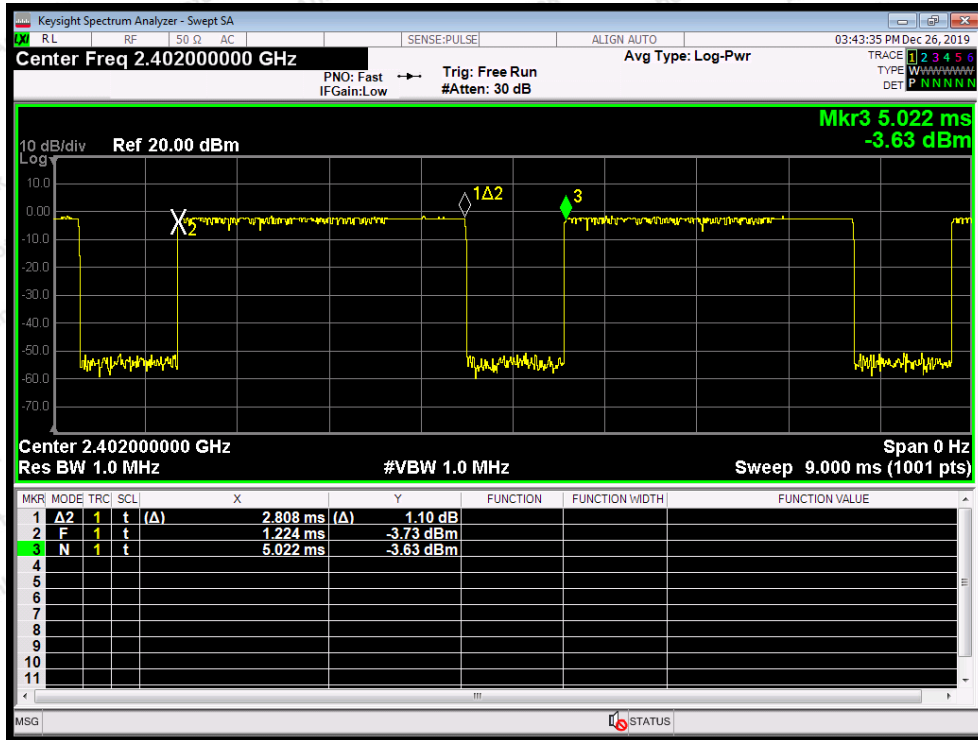 Keysight Spectrum Analyzer - Swept SA
LXI RL RF 50 Ω AC SENSE:PULSE ALIGN AUTO 03:43:35 PM Dec 26, 2019
Center Freq 2.402000000 GHz
Avg Type: Log-Pwr
TRACE 1 2 3 4 5 6
PNO: Fast Trig: Free Run
TYPE WWWWWW
IFGain:Low #Atten: 30 dB
DET P N N N N N
Mkr3 5.022 ms
-3.63 dBm
10 dB/div Ref 20.00 dBm
Log
10.0
0.00
-10.0
-20.0
-30.0
-40.0
-50.0
-60.0
-70.0
X2
1Δ2
3
Center 2.402000000 GHz Span 0 Hz
Res BW 1.0 MHz #VBW 1.0 MHz Sweep 9.000 ms (1001 pts)
MKR MODE TRC SCL X Y FUNCTION FUNCTION WIDTH FUNCTION VALUE
1 Δ2 1 t (Δ) 2.808 ms (Δ) 1.10 dB
2 F 1 t 1.224 ms -3.73 dBm
3 N 1 t 5.022 ms -3.63 dBm
4
5
6
7
8
9
10
11
MSG STATUS